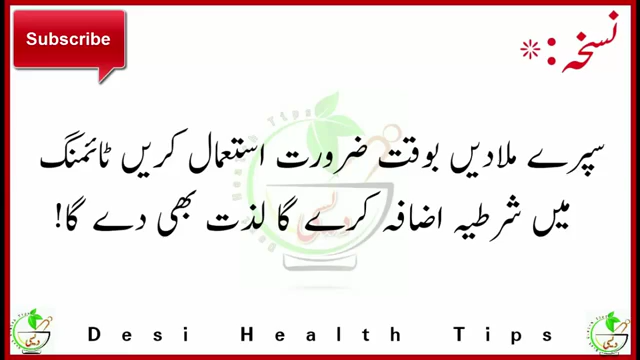 Subscribe
نسخہ:*
سپرے ملادیں بوقت ضرورت استعمال کریں ٹائمنگ
میں شرطیہ اضافہ کرے گا لذت بھی دے گا!
Desi Health Tips